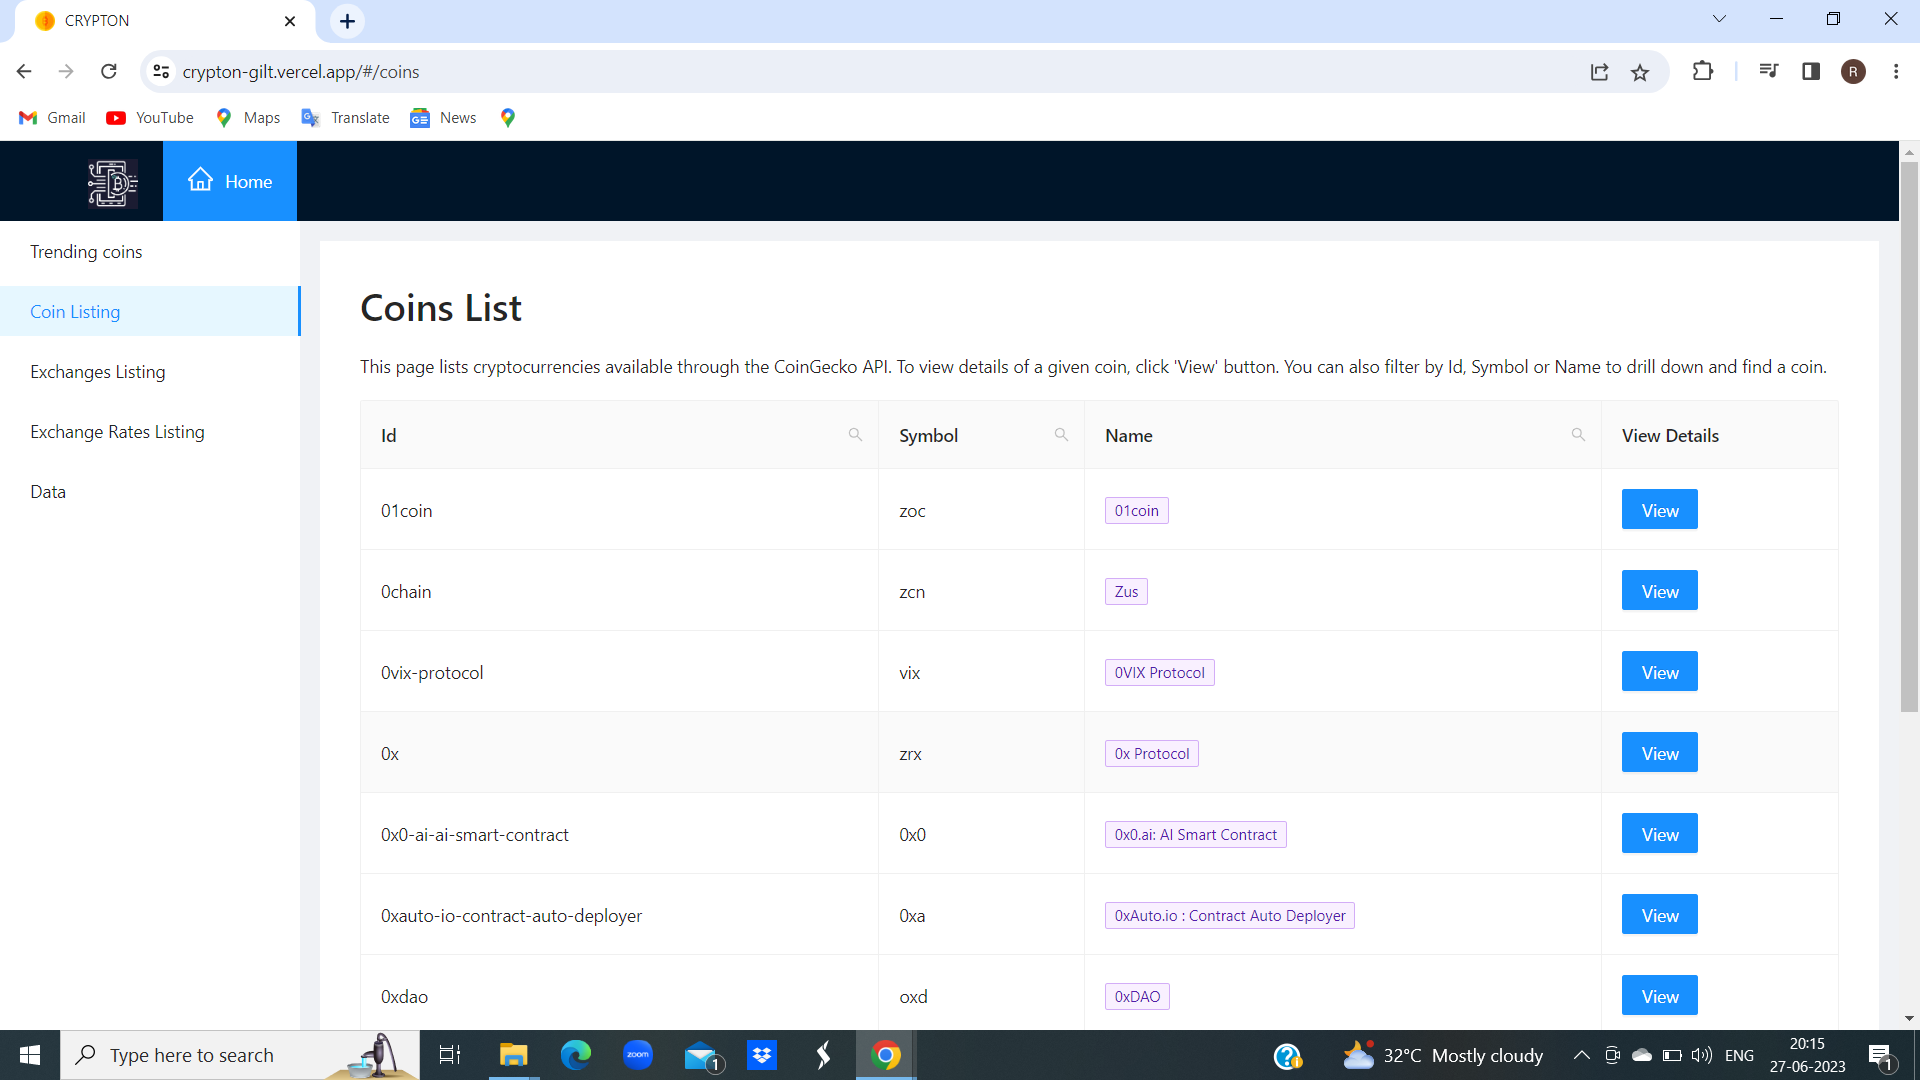 CRYPTON
crypton-gilt.vercel.app/#/coins
R
Gmail YouTube Maps Translate News
Home
Trending coins
Coin Listing
Exchanges Listing
Exchange Rates Listing
Data
Coins List
This page lists cryptocurrencies available through the CoinGecko API. To view details of a given coin, click 'View' button. You can also filter by Id, Symbol or Name to drill down and find a coin.
Id Symbol Name View Details
01coin zoc 01coin View
0chain zcn Zus View
0vix-protocol vix 0VIX Protocol View
0x zrx 0x Protocol View
0x0-ai-ai-smart-contract 0x0 0x0.ai: AI Smart Contract View
0xauto-io-contract-auto-deployer 0xa 0xAuto.io : Contract Auto Deployer View
0xdao oxd 0xDAO View
Type here to search zoom 1 32°C Mostly cloudy ENG 20:15
27-06-2023 1